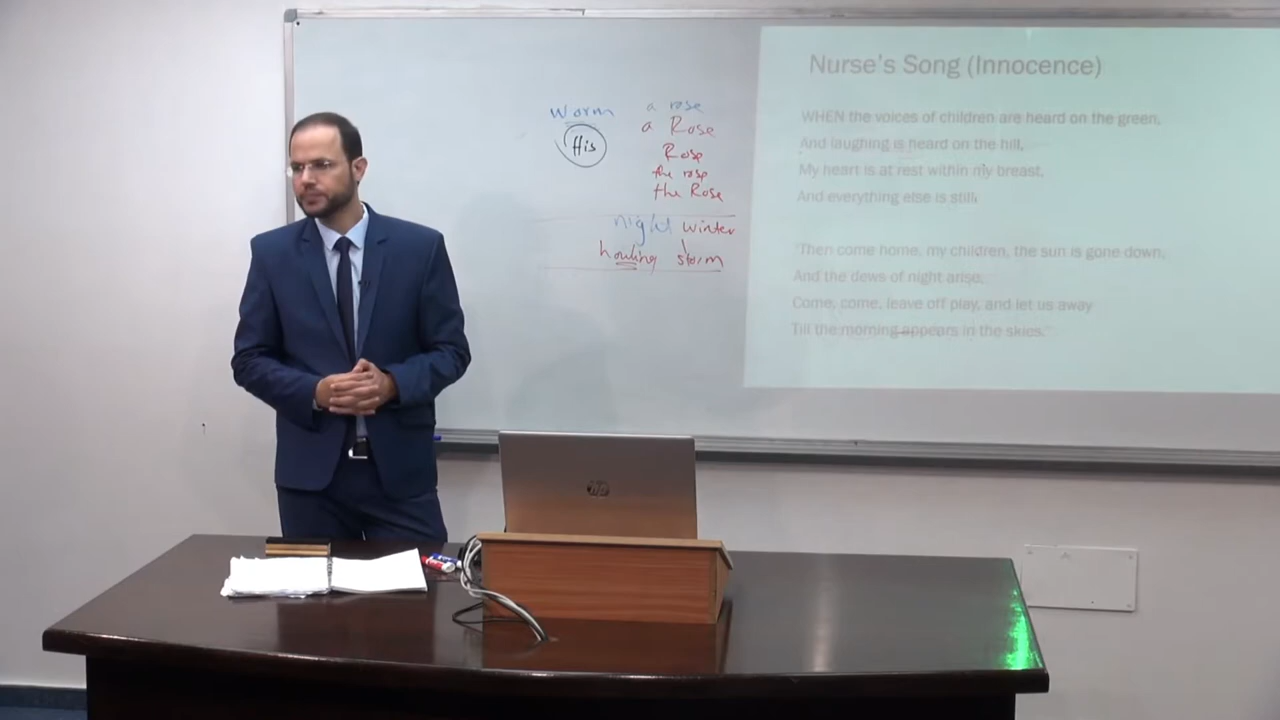 worm
His
a rose
a Rose
Rose
the rose
the Rose
night winter
howling storm
Nurse's Song (Innocence)
WHEN the voices of children are heard on the green,
And laughing is heard on the hill,
My heart is at rest within my breast,
And everything else is still.
'Then come home, my children, the sun is gone down,
And the dews of night arise;
Come, come, leave off play, and let us away
Till the morning appears in the skies.'
hp